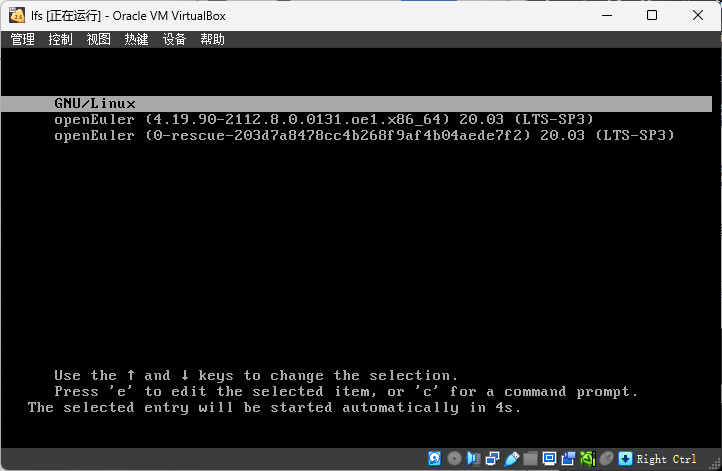 lfs [正在运行] - Oracle VM VirtualBox
管理 控制 视图 热键 设备 帮助
GNU/Linux
openEuler (4.19.90-2112.8.0.0131.oe1.x86_64) 20.03 (LTS-SP3)
openEuler (0-rescue-203d7a8478cc4b268f9af4b04aede7f2) 20.03 (LTS-SP3)
Use the ↑ and ↓ keys to change the selection.
Press 'e' to edit the selected item, or 'c' for a command prompt.
The selected entry will be started automatically in 4s.
Right Ctrl